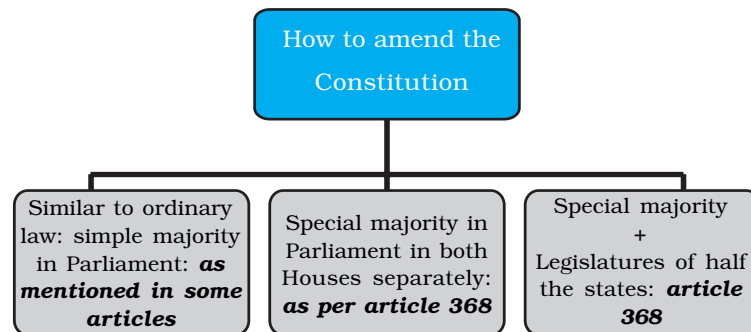 How to amend the
Constitution
Similar to ordinary
law: simple majority
in Parliament: as
mentioned in some
articles
Special majority in
Parliament in both
Houses separately:
as per article 368
Special majority
+
Legislatures of half
the states: article
368